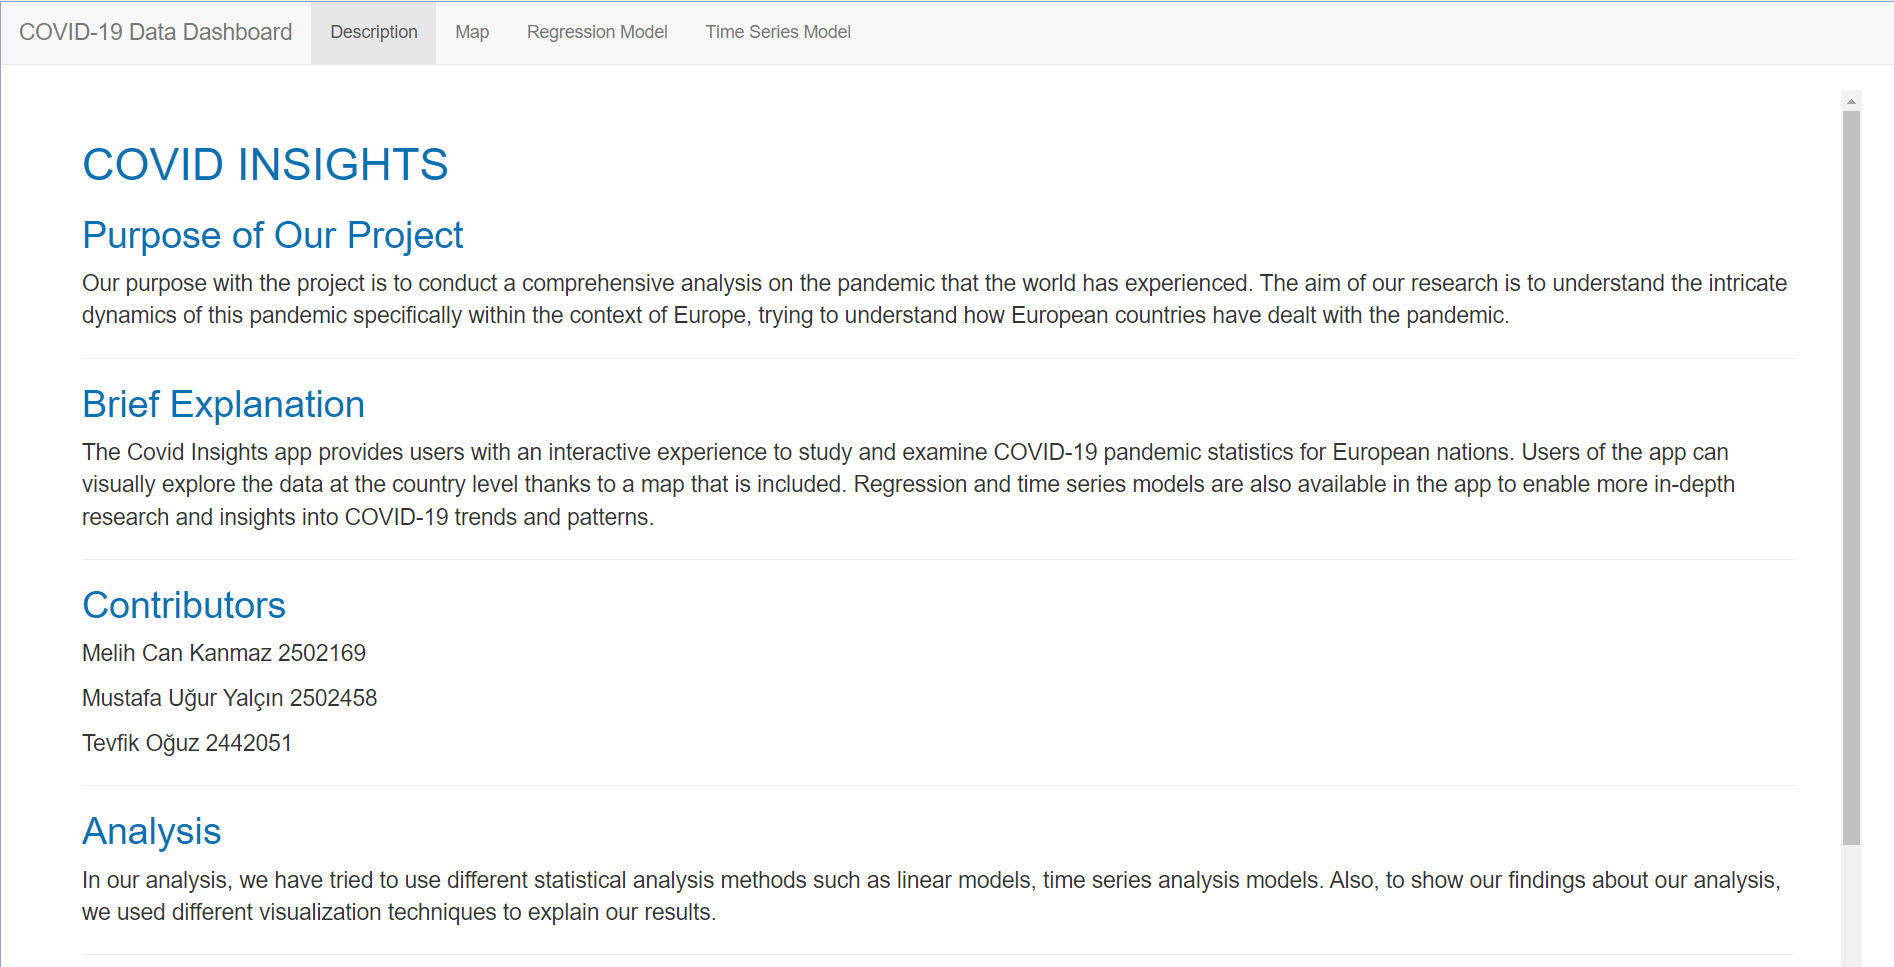 COVID-19 Data Dashboard Description Map Regression Model Time Series Model
COVID INSIGHTS
Purpose of Our Project
Our purpose with the project is to conduct a comprehensive analysis on the pandemic that the world has experienced. The aim of our research is to understand the intricate
dynamics of this pandemic specifically within the context of Europe, trying to understand how European countries have dealt with the pandemic.
Brief Explanation
The Covid Insights app provides users with an interactive experience to study and examine COVID-19 pandemic statistics for European nations. Users of the app can
visually explore the data at the country level thanks to a map that is included. Regression and time series models are also available in the app to enable more in-depth
research and insights into COVID-19 trends and patterns.
Contributors
Melih Can Kanmaz 2502169
Mustafa Uğur Yalçın 2502458
Tevfik Oğuz 2442051
Analysis
In our analysis, we have tried to use different statistical analysis methods such as linear models, time series analysis models. Also, to show our findings about our analysis,
we used different visualization techniques to explain our results.